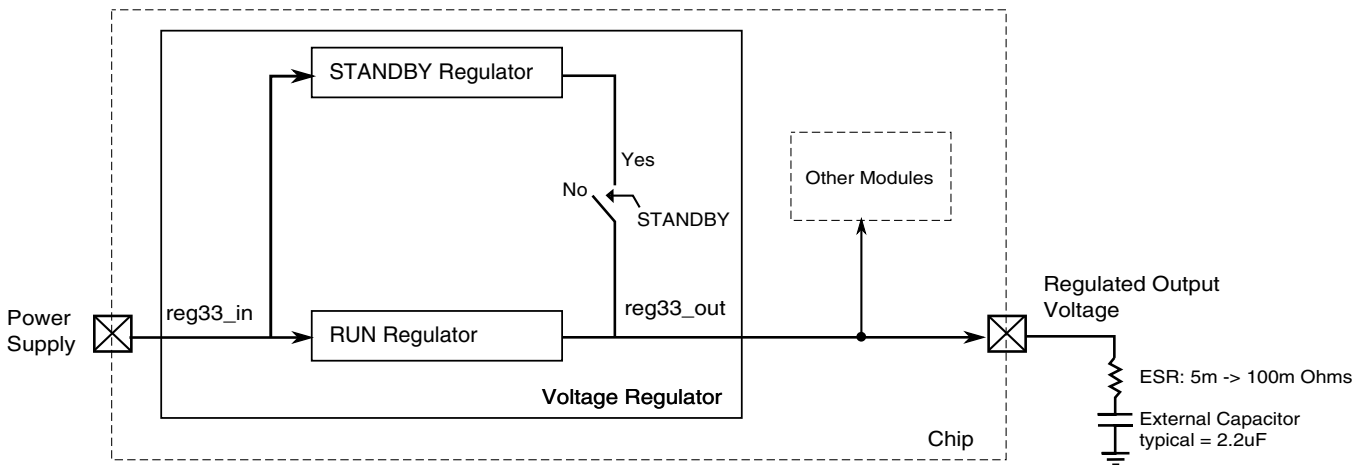 STANDBY Regulator
Yes
No
STANDBY
Other Modules
Power
Supply
reg33_in
RUN Regulator
reg33_out
Regulated Output
Voltage
Voltage Regulator
Chip
ESR: 5m -> 100m Ohms
External Capacitor
typical = 2.2uF